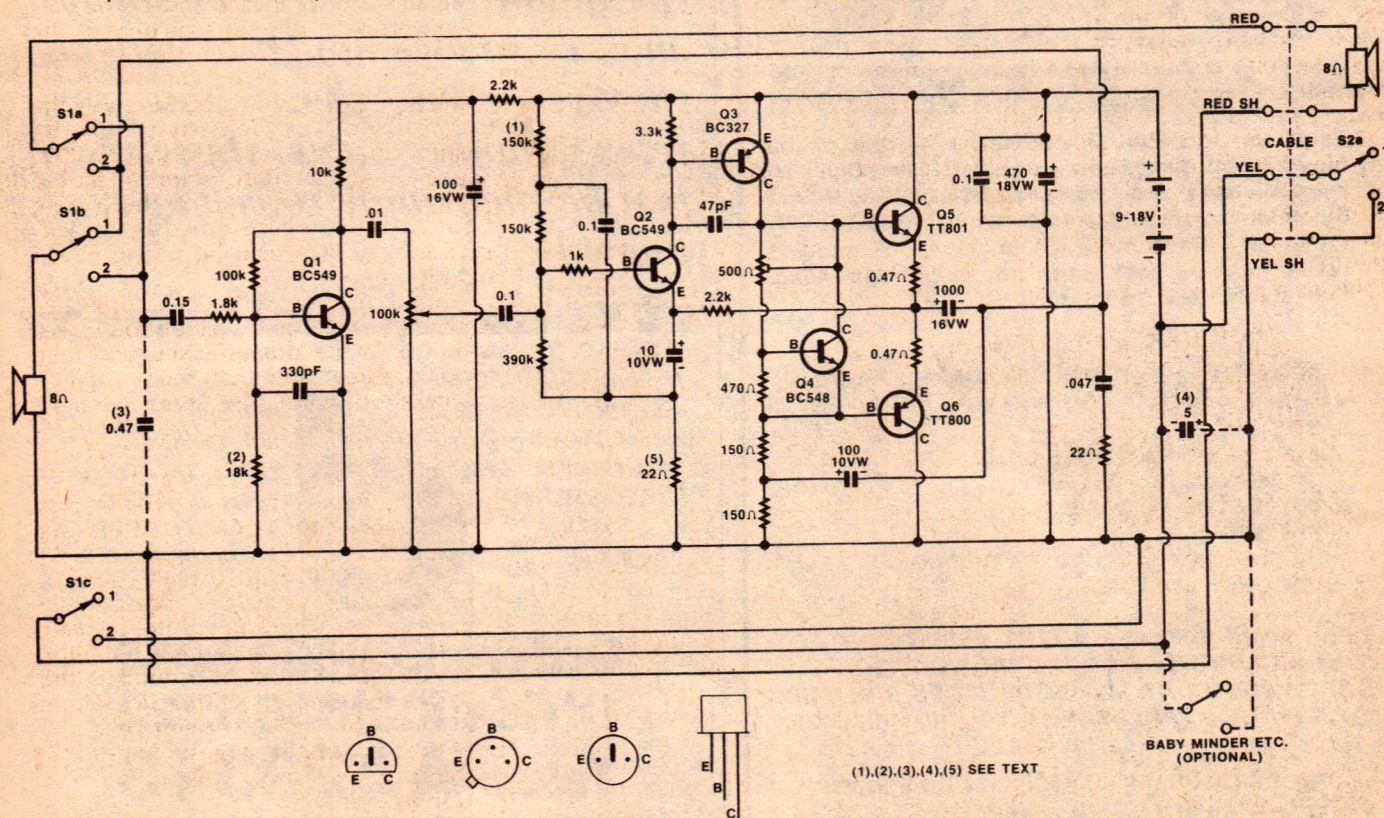 RED
8Ω
S1a
1
2
2.2k
(1)
150k
3.3k
Q3
BC327
E
B
C
RED SH
CABLE
S2a
1
2
YEL
YEL SH
10k
100
16VW
+
.01
0.1
470
18VW
+
-
+
9-18V
-
S1b
1
2
150k
0.1
Q2
BC549
47pF
C
B
E
1k
B
C
Q5
TT801
E
500Ω
0.47Ω
Q1
BC549
100k
B
C
E
100k
0.1
2.2k
1000
16VW
+ -
0.15
1.8k
390k
10
10VW
+
-
B
C
E
Q4
BC548
470Ω
0.47Ω
.047
330pF
8Ω
(3)
0.47
B
E
C
Q6
TT800
(4)
5
- +
(2)
18k
(5)
22Ω
150Ω
100
10VW
+ -
22Ω
150Ω
S1c
1
2
B
E C
B
E C
B
E C
E
B
C
(1),(2),(3),(4),(5) SEE TEXT
BABY MINDER ETC.
(OPTIONAL)